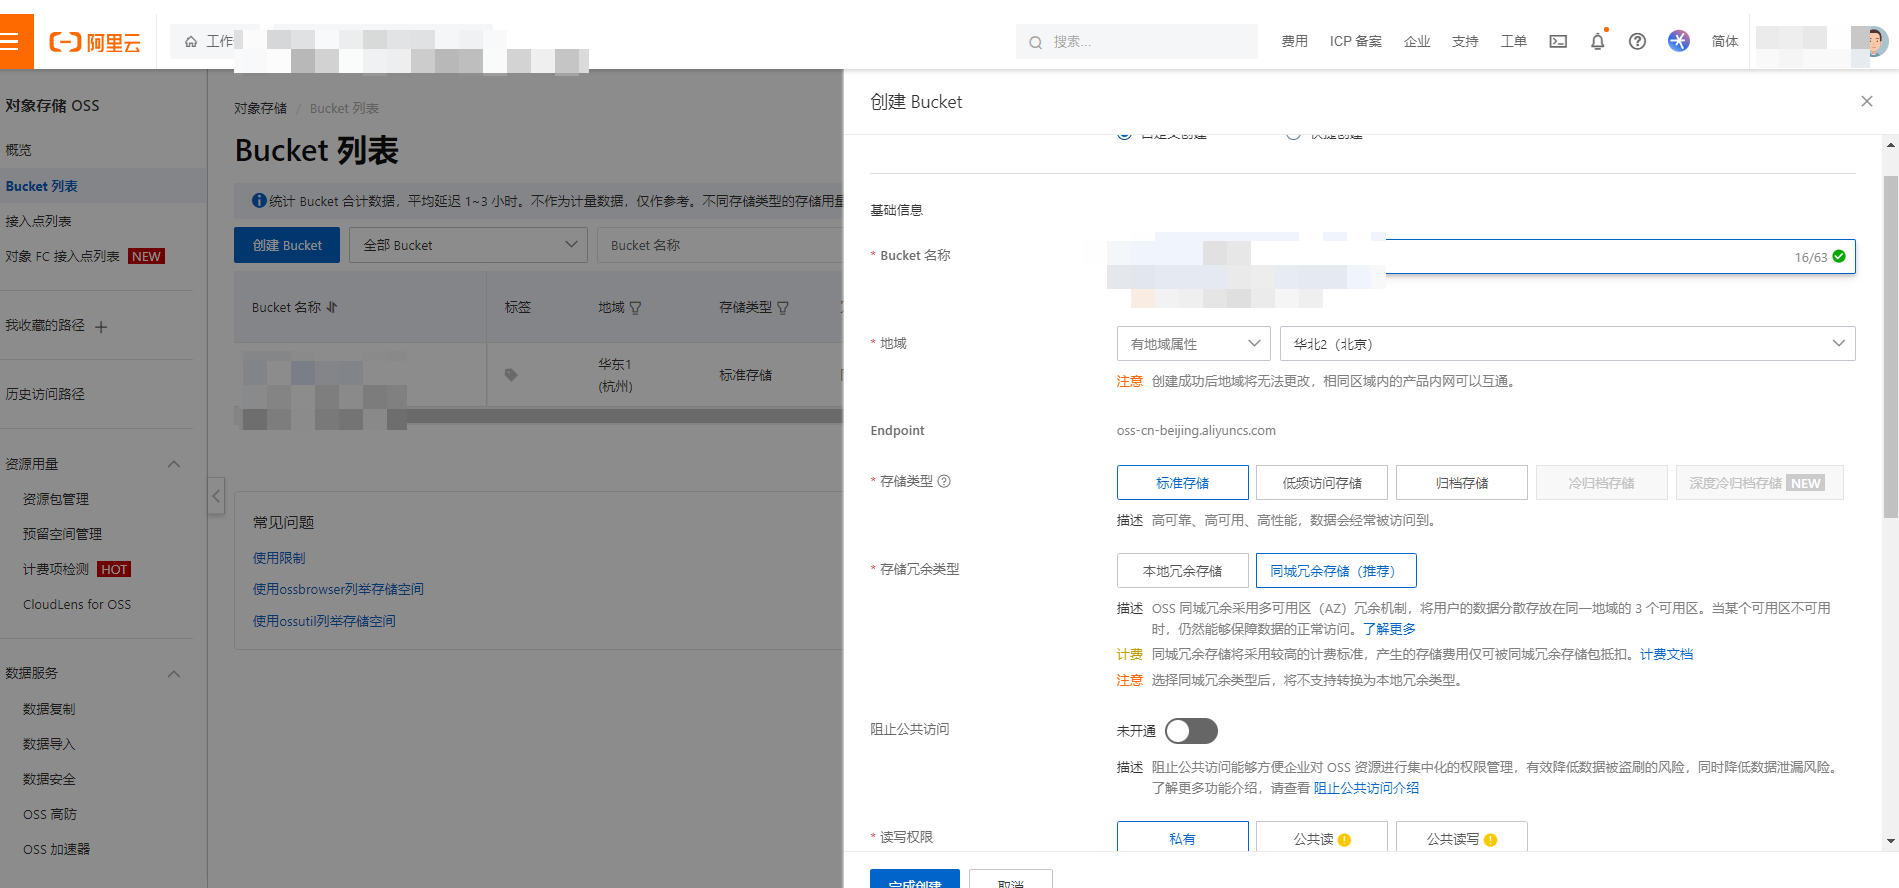 阿里云
工作
搜索...
费用
ICP 备案
企业
支持
工单
简体
对象存储 OSS
概览
Bucket 列表
接入点列表
对象 FC 接入点列表 NEW
我收藏的路径
历史访问路径
资源用量
资源包管理
预留空间管理
计费项检测 HOT
CloudLens for OSS
数据服务
数据复制
数据导入
数据安全
OSS 高防
OSS 加速器
对象存储 / Bucket 列表
Bucket 列表
统计 Bucket 合计数据，平均延迟 1~3 小时。不作为计量数据，仅作参考。不同存储类型的存储用量
创建 Bucket
全部 Bucket
Bucket 名称
Bucket 名称
标签
地域
存储类型
华东1
(杭州)
标准存储
常见问题
使用限制
使用ossbrowser列举存储空间
使用ossutil列举存储空间
创建 Bucket
自定义创建
快捷创建
基础信息
* Bucket 名称
16/63
* 地域
有地域属性
华北2（北京）
注意 创建成功后地域将无法更改，相同区域内的产品内网可以互通。
Endpoint
oss-cn-beijing.aliyuncs.com
* 存储类型
标准存储
低频访问存储
归档存储
冷归档存储
深度冷归档存储 NEW
描述 高可靠、高可用、高性能，数据会经常被访问到。
* 存储冗余类型
本地冗余存储
同城冗余存储（推荐）
描述 OSS 同城冗余采用多可用区（AZ）冗余机制，将用户的数据分散存放在同一地域的 3 个可用区。当某个可用区不可用
时，仍然能够保障数据的正常访问。了解更多
计费 同城冗余存储将采用较高的计费标准，产生的存储费用仅可被同城冗余存储包抵扣。计费文档
注意 选择同城冗余类型后，将不支持转换为本地冗余类型。
阻止公共访问
未开通
描述 阻止公共访问能够方便企业对 OSS 资源进行集中化的权限管理，有效降低数据被盗刷的风险，同时降低数据泄漏风险。
了解更多功能介绍，请查看 阻止公共访问介绍
* 读写权限
私有
公共读
公共读写
完成创建
取消